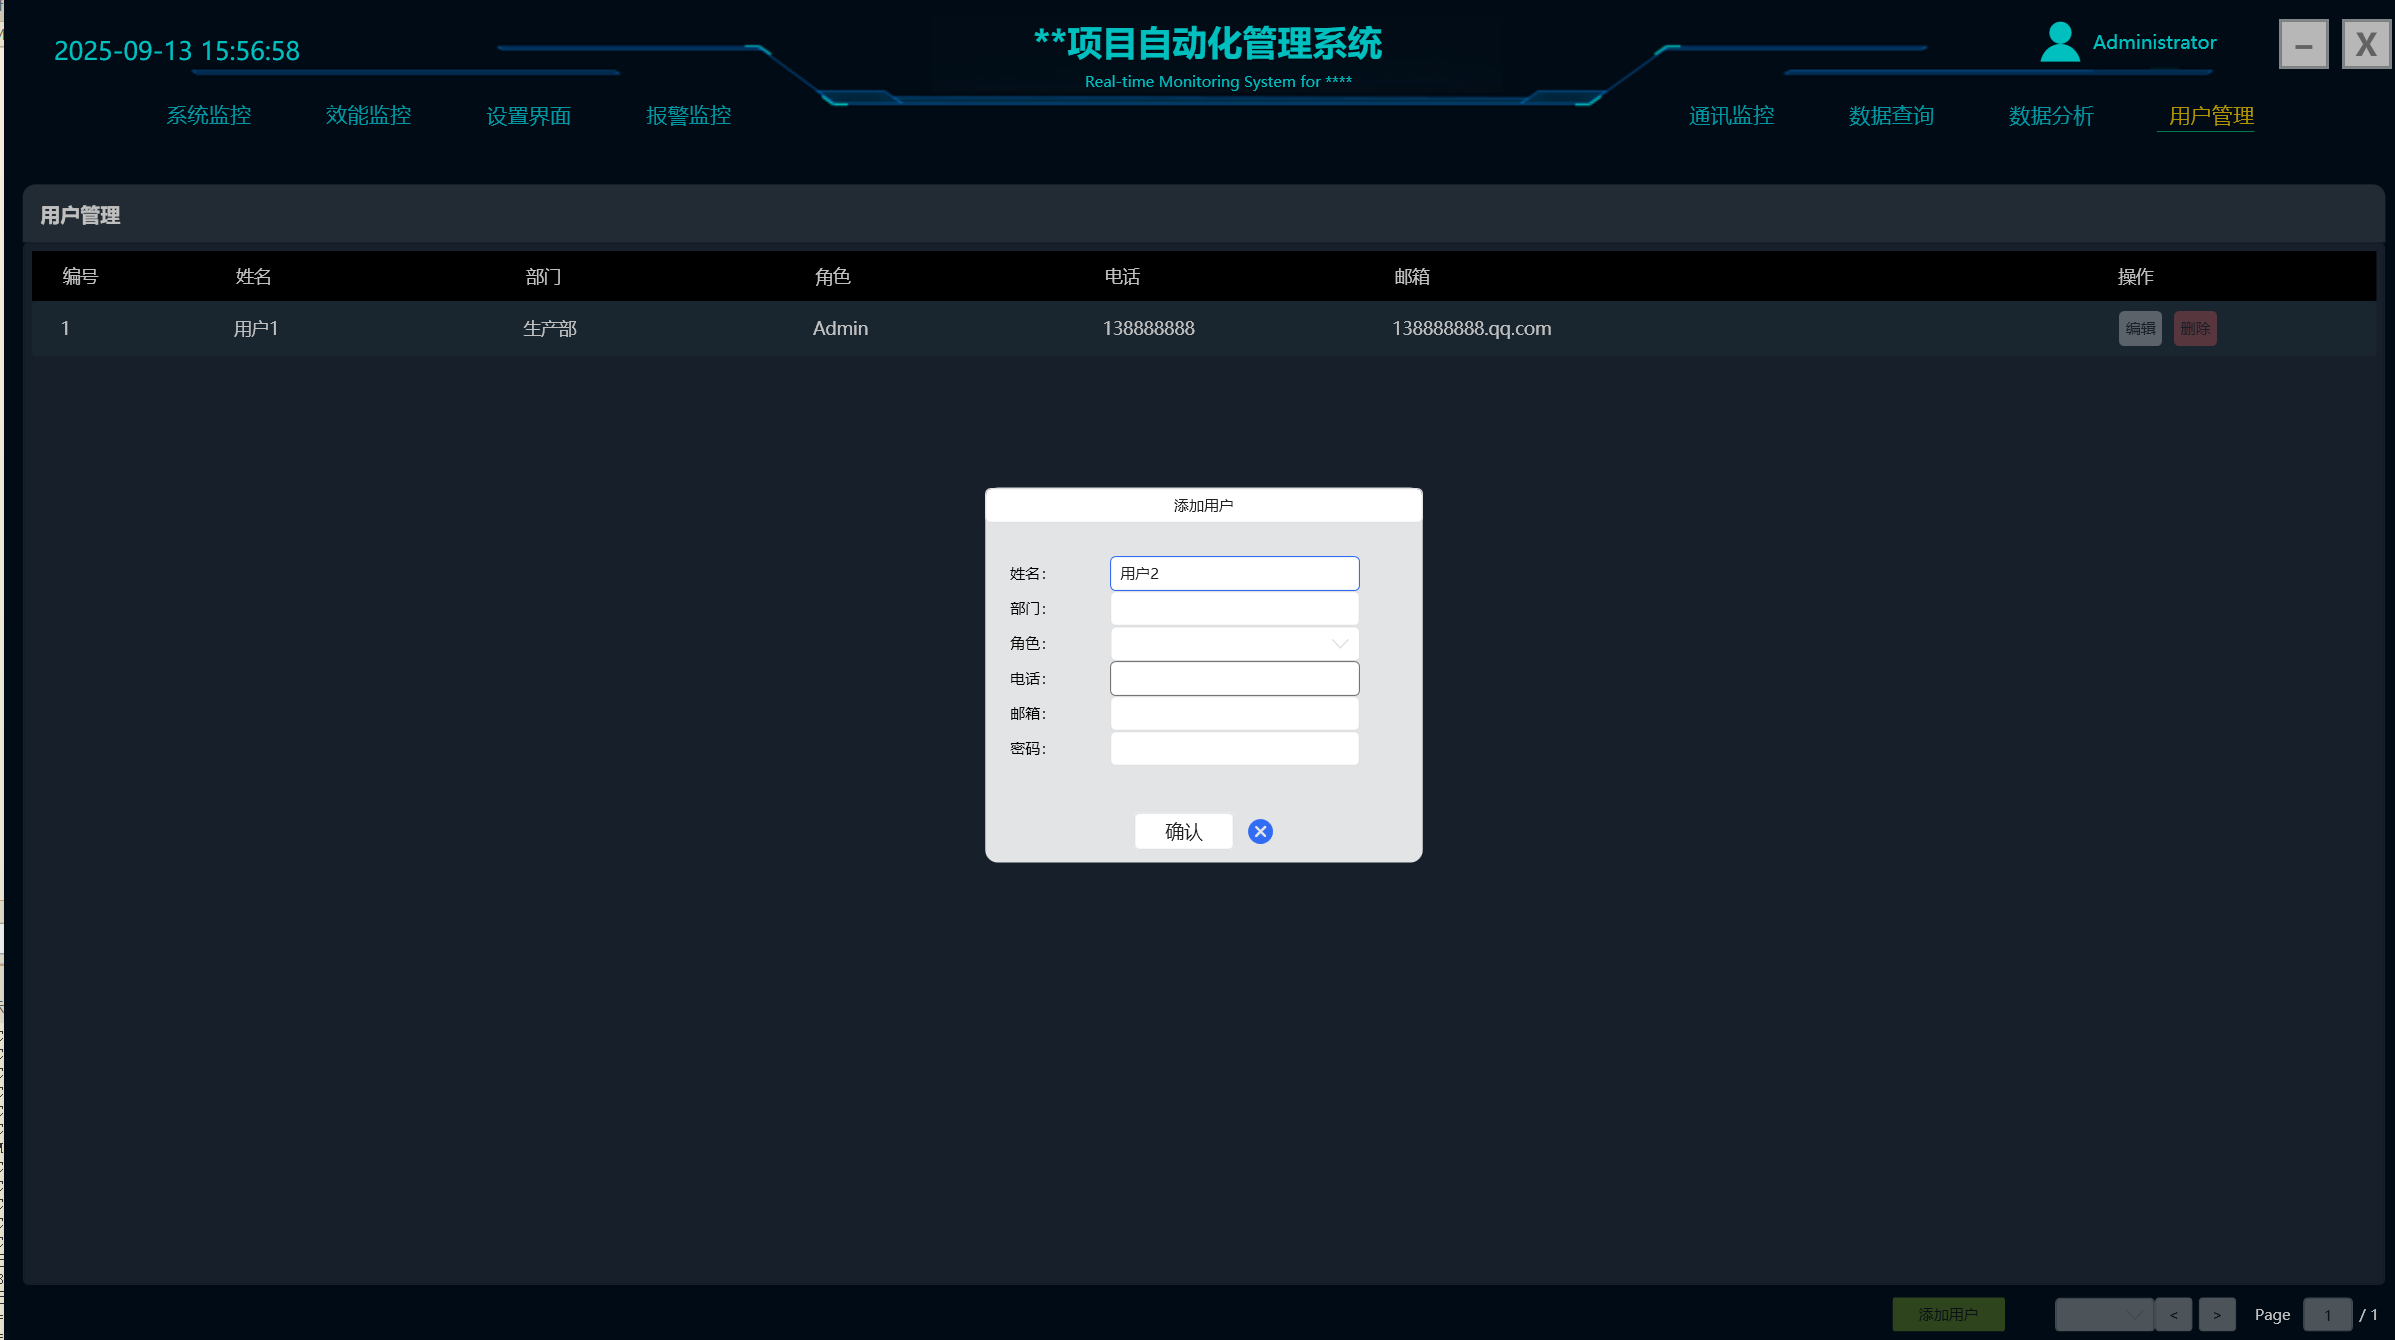 2025-09-13 15:56:58
**项目自动化管理系统
Real-time Monitoring System for ****
Administrator
– X
系统监控 效能监控 设置界面 报警监控 通讯监控 数据查询 数据分析 用户管理
用户管理
编号 姓名 部门 角色 电话 邮箱 操作
1 用户1 生产部 Admin 138888888 138888888.qq.com 编辑 删除
添加用户
姓名: 用户2
部门:
角色:
电话:
邮箱:
密码:
确认
添加用户 < > Page 1 / 1